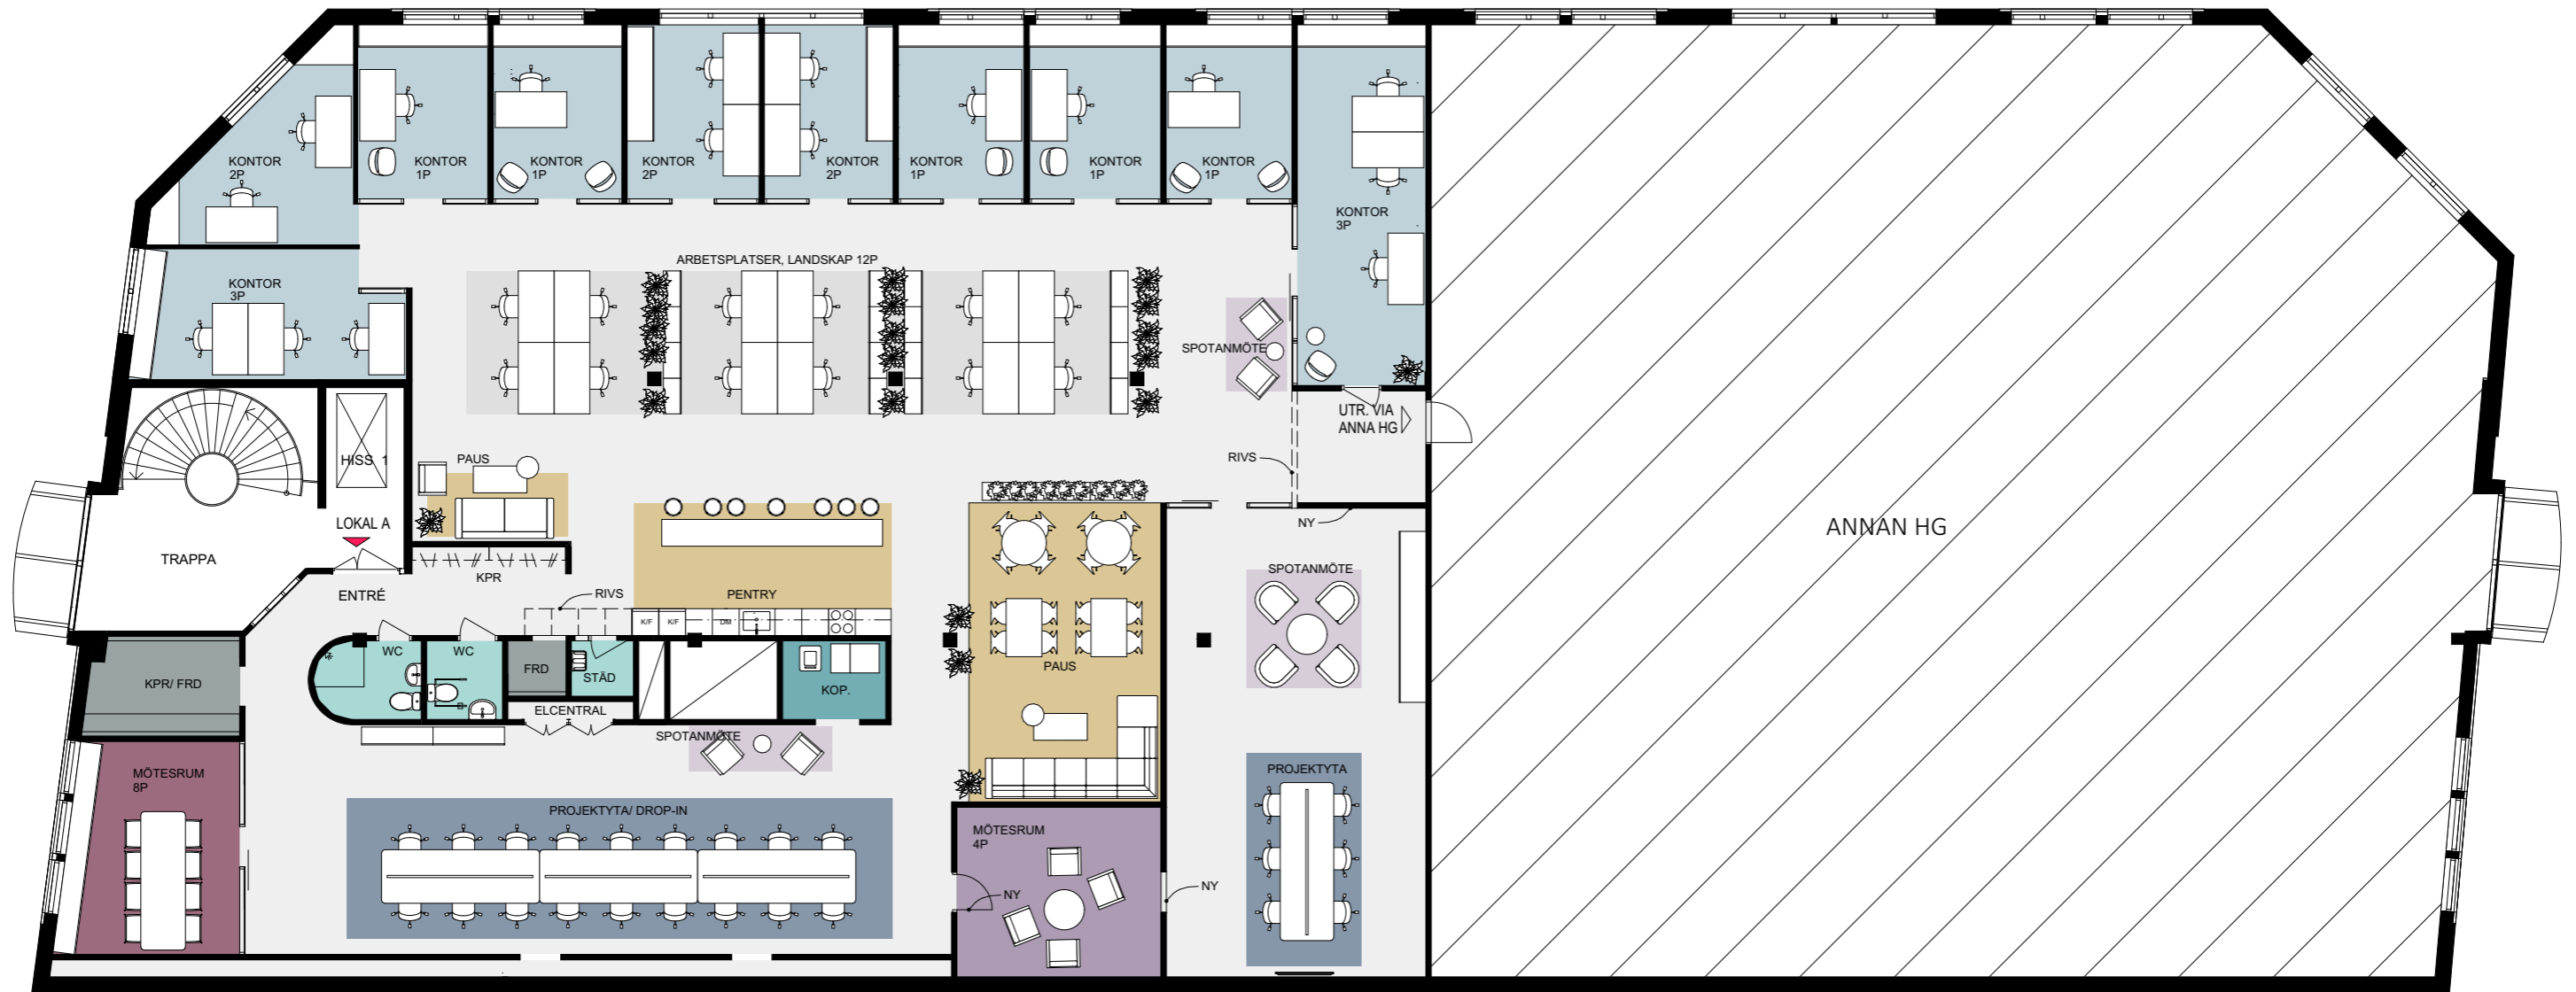 KONTOR
2P
KONTOR
1P
KONTOR
1P
KONTOR
2P
KONTOR
2P
KONTOR
1P
KONTOR
1P
KONTOR
1P
KONTOR
3P
KONTOR
3P
ARBETSPLATSER, LANDSKAP 12P
SPOTANMÖTE
UTR. VIA
ANNA HG
HISS 1
PAUS
RIVS
LOKAL A
TRAPPA
NY
ANNAN HG
ENTRÉ
KPR
RIVS
PENTRY
SPOTANMÖTE
K/F
K/F
DM
WC
WC
FRD
STÄD
KOP.
PAUS
KPR/ FRD
ELCENTRAL
SPOTANMÖTE
MÖTESRUM
8P
PROJEKTYTA
PROJEKTYTA/ DROP-IN
MÖTESRUM
4P
NY
NY